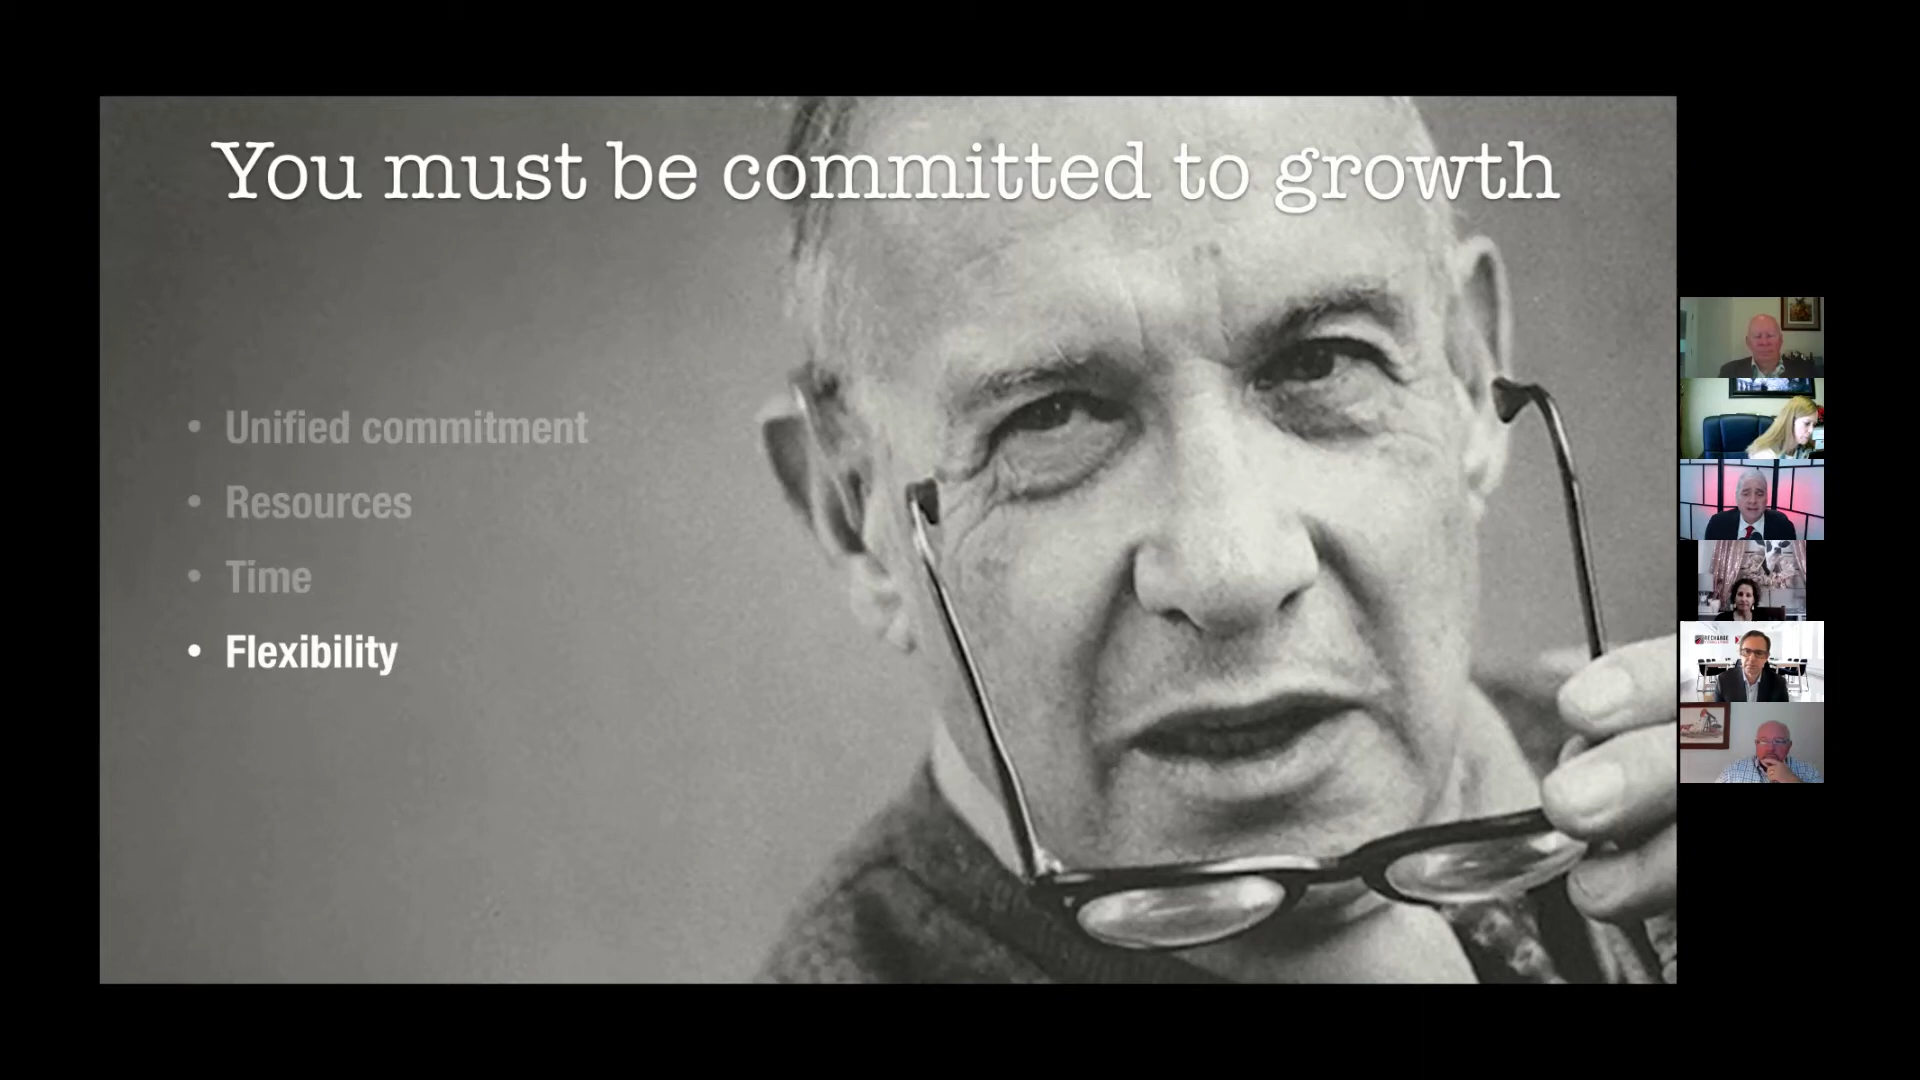 You must be committed to growth
• Unified commitment
• Resources
• Time
• Flexibility